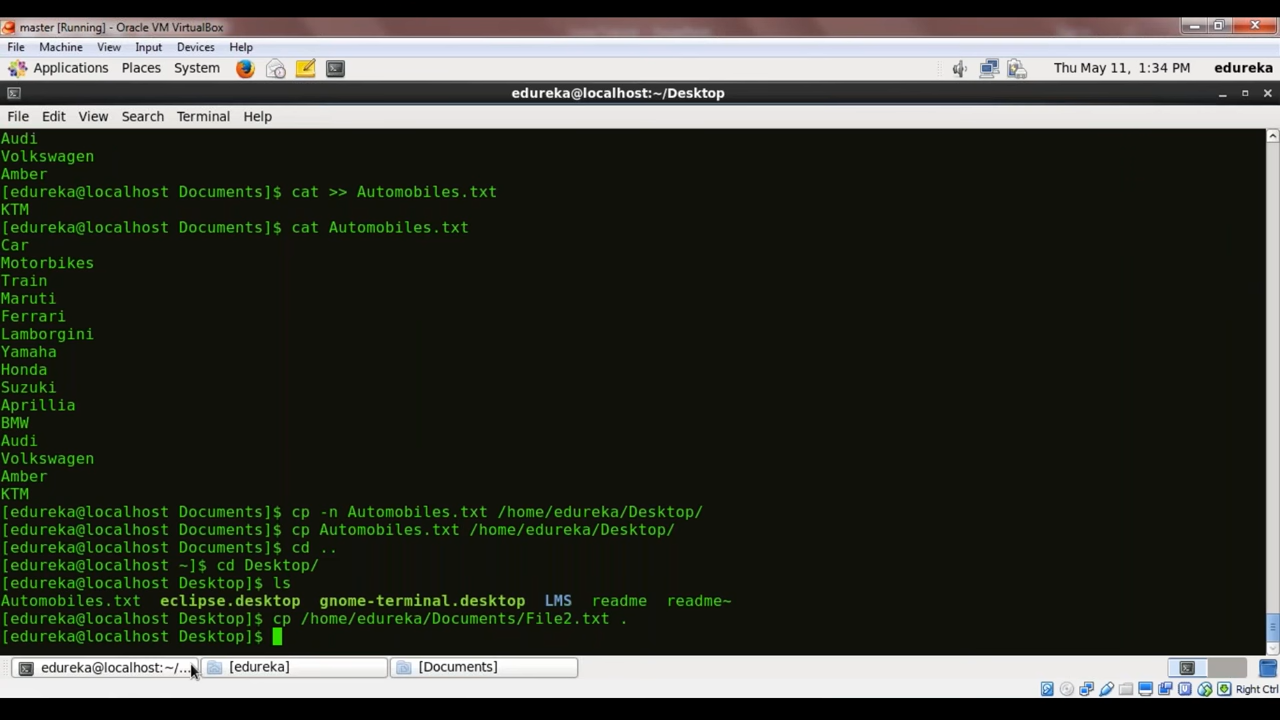 master [Running] - Oracle VM VirtualBox
File Machine View Input Devices Help
Applications Places System Thu May 11, 1:34 PM edureka
edureka@localhost:~/Desktop
File Edit View Search Terminal Help
Audi
Volkswagen
Amber
[edureka@localhost Documents]$ cat >> Automobiles.txt
KTM
[edureka@localhost Documents]$ cat Automobiles.txt
Car
Motorbikes
Train
Maruti
Ferrari
Lamborgini
Yamaha
Honda
Suzuki
Aprillia
BMW
Audi
Volkswagen
Amber
KTM
[edureka@localhost Documents]$ cp -n Automobiles.txt /home/edureka/Desktop/
[edureka@localhost Documents]$ cp Automobiles.txt /home/edureka/Desktop/
[edureka@localhost Documents]$ cd ..
[edureka@localhost ~]$ cd Desktop/
[edureka@localhost Desktop]$ ls
Automobiles.txt eclipse.desktop gnome-terminal.desktop LMS readme readme~
[edureka@localhost Desktop]$ cp /home/edureka/Documents/File2.txt .
[edureka@localhost Desktop]$
edureka@localhost:~/... [edureka] [Documents]
Right Ctrl